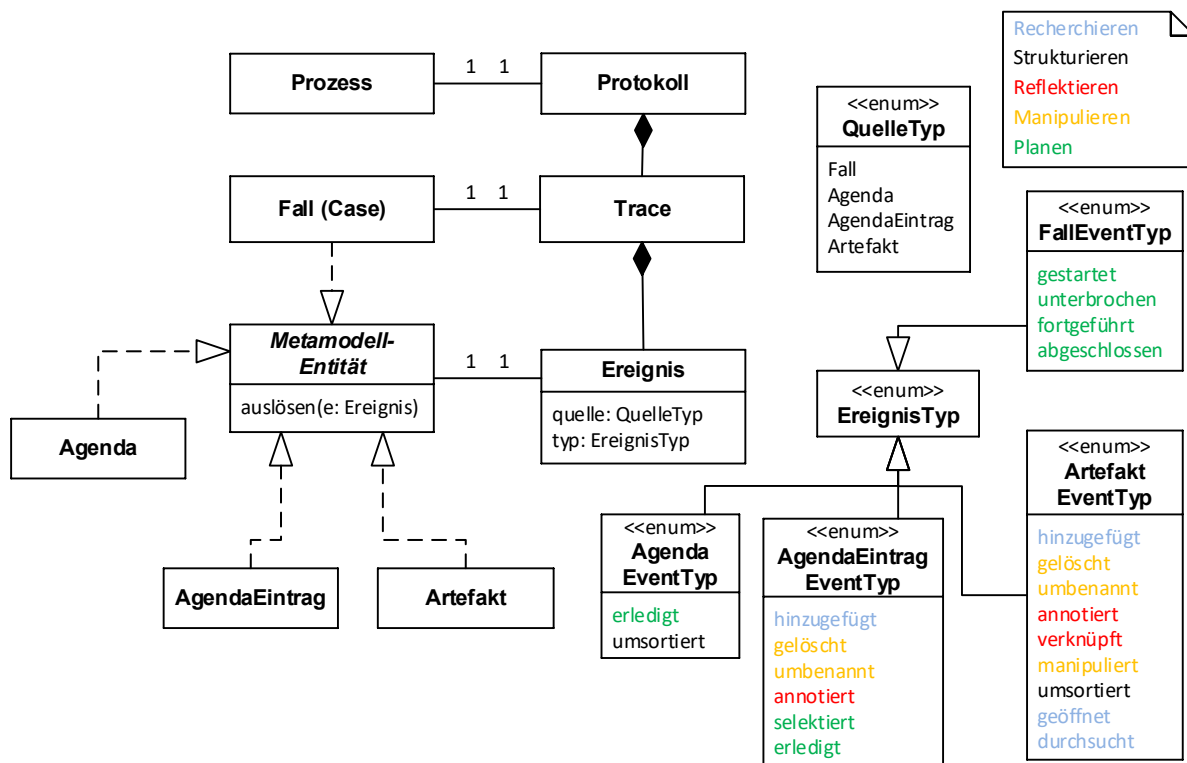 Recherchieren
Strukturieren
Reflektieren
Manipulieren
Planen
Prozess
1 1
Protokoll
<<enum>>
QuelleTyp
Fall
Agenda
AgendaEintrag
Artefakt
Fall (Case)
1 1
Trace
<<enum>>
FallEventTyp
gestartet
unterbrochen
fortgeführt
abgeschlossen
Metamodell-
Entität
auslösen(e: Ereignis)
1 1
Ereignis
quelle: QuelleTyp
typ: EreignisTyp
<<enum>>
EreignisTyp
Agenda
AgendaEintrag
Artefakt
<<enum>>
Agenda
EventTyp
erledigt
umsortiert
<<enum>>
AgendaEintrag
EventTyp
hinzugefügt
gelöscht
umbenannt
annotiert
selektiert
erledigt
<<enum>>
Artefakt
EventTyp
hinzugefügt
gelöscht
umbenannt
annotiert
verknüpft
manipuliert
umsortiert
geöffnet
durchsucht